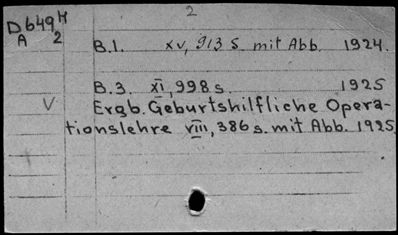 2
D649H
A 2
B.1. XV, 913 s. mit Abb. 1924.
B.3. XI, 998 s. 1925
V Ergb. Geburtshilfliche Opera-
tionslehre VIII, 386 s. mit Abb. 1925